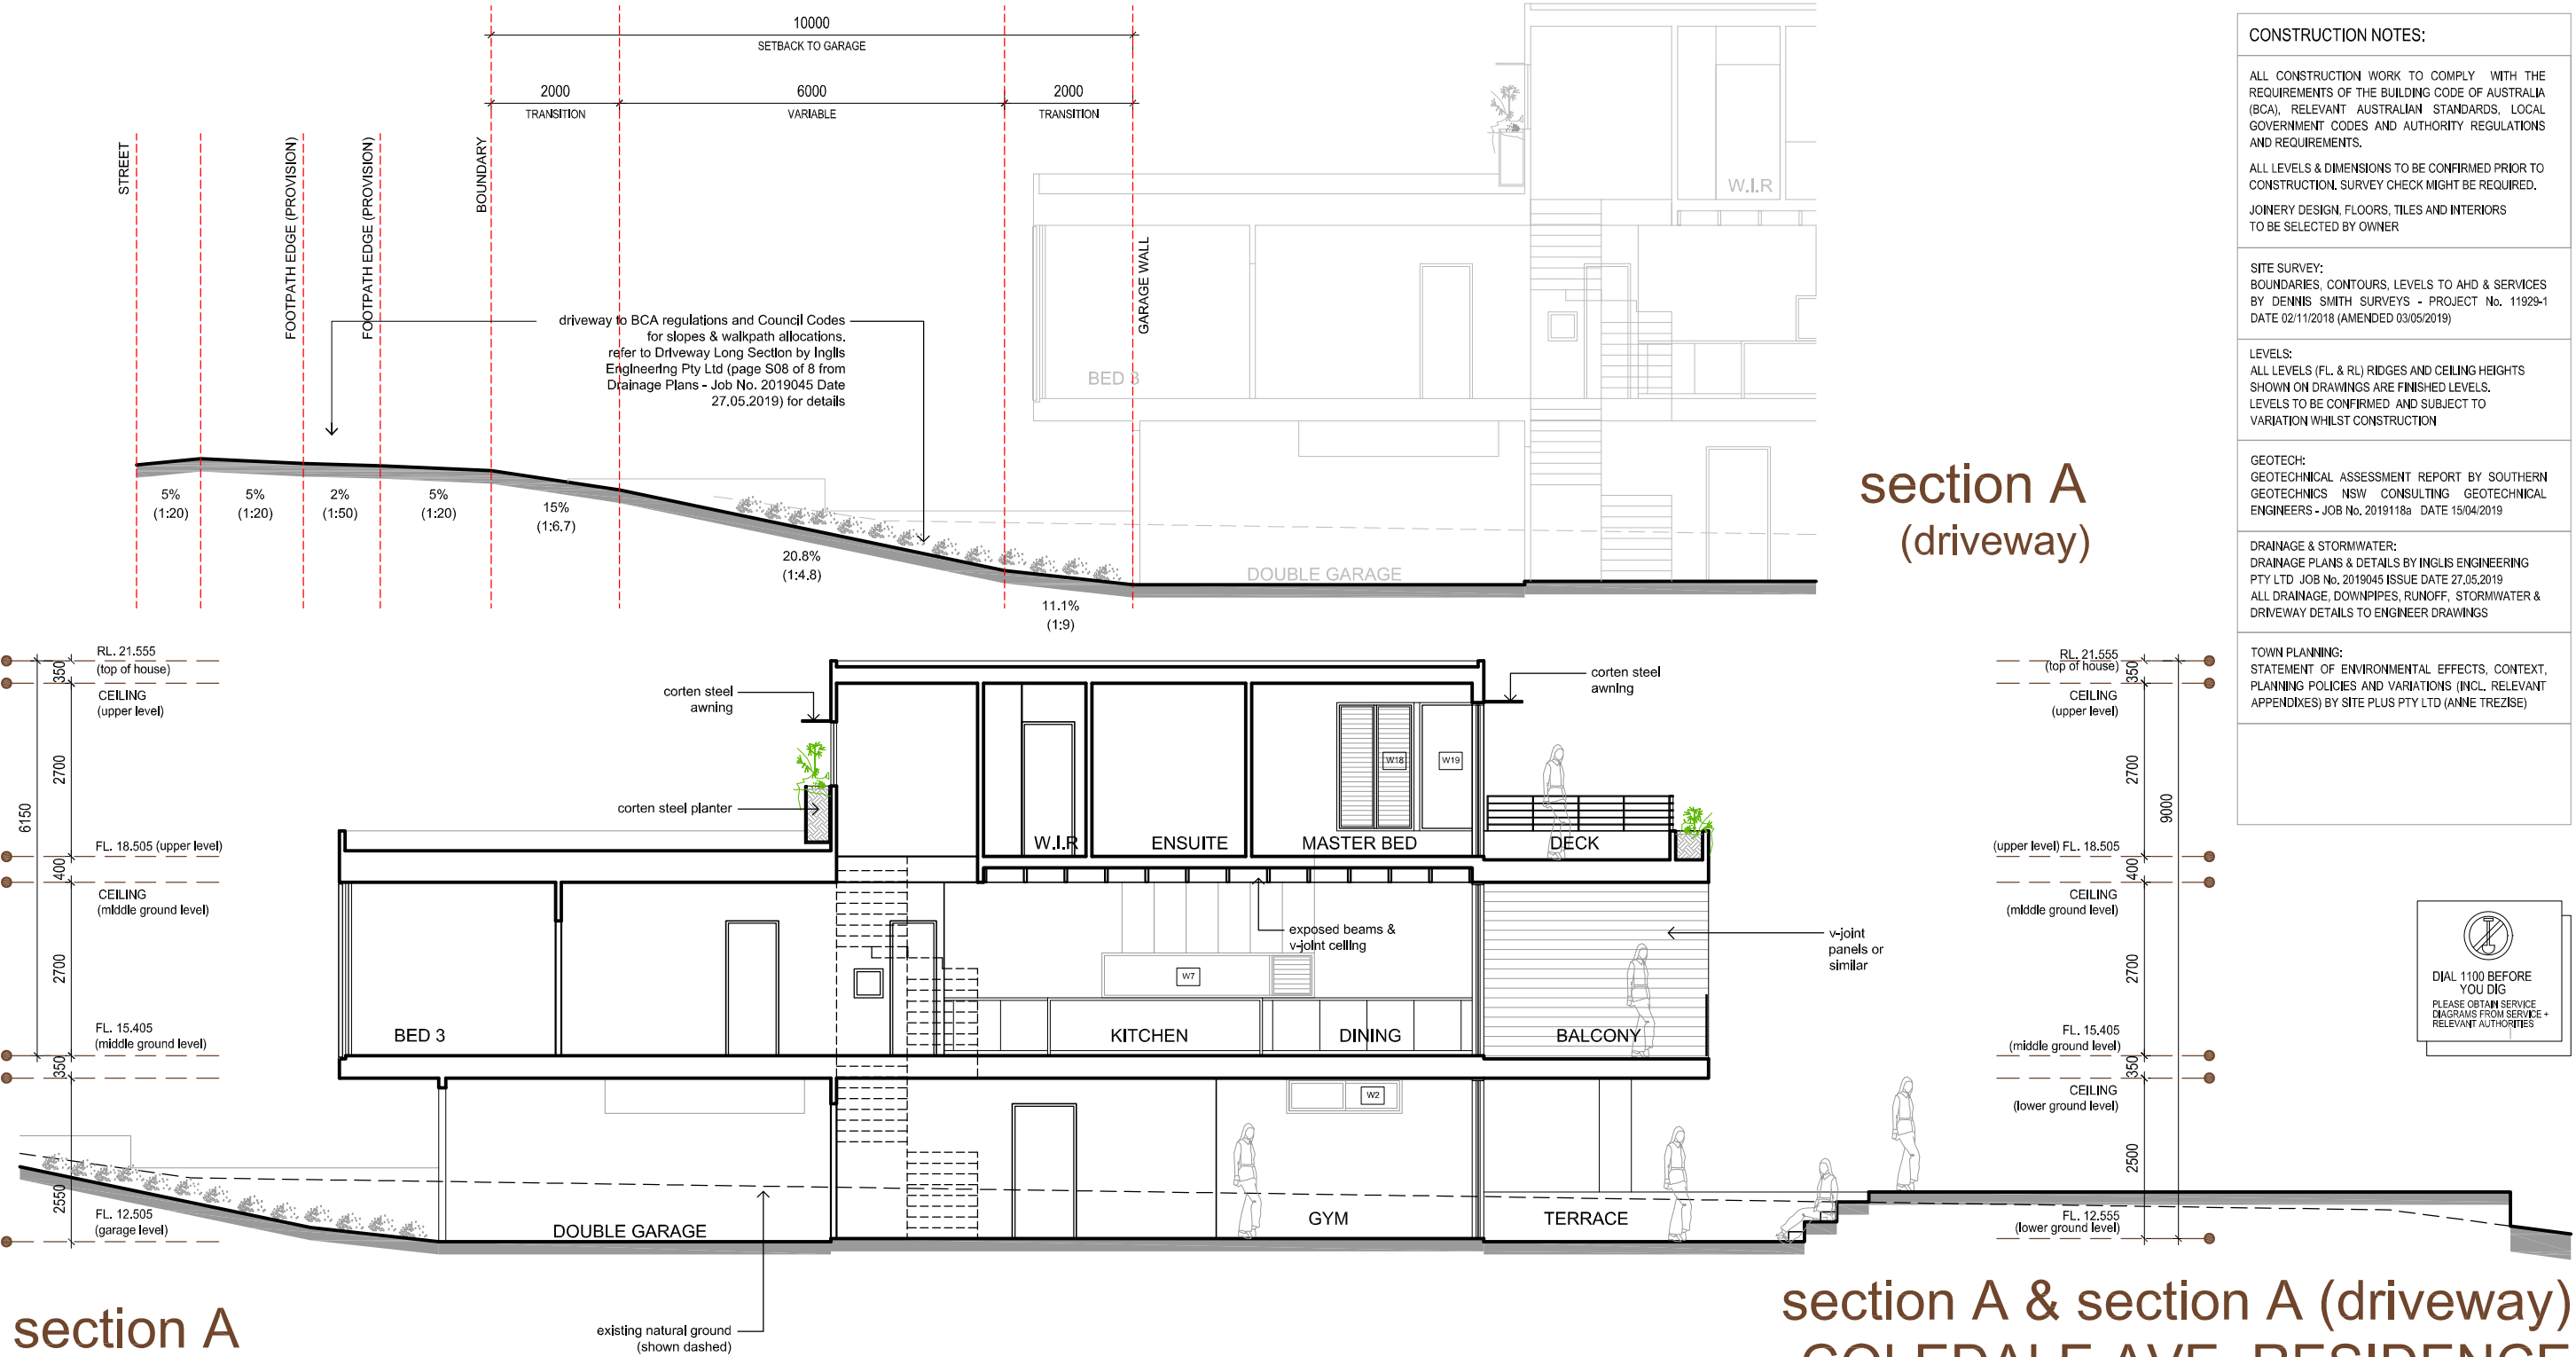 10000
SETBACK TO GARAGE
2000
TRANSITION
6000
VARIABLE
2000
TRANSITION
STREET
FOOTPATH EDGE (PROVISION)
FOOTPATH EDGE (PROVISION)
BOUNDARY
GARAGE WALL
driveway to BCA regulations and Council Codes
for slopes & walkpath allocations.
refer to Driveway Long Section by Inglis
Engineering Pty Ltd (page S08 of 8 from
Drainage Plans - Job No. 2019045 Date
27.05.2019) for details
5%
(1:20)
5%
(1:20)
2%
(1:50)
5%
(1:20)
15%
(1:6.7)
20.8%
(1:4.8)
11.1%
(1:9)
W.I.R
BED 3
DOUBLE GARAGE
section A
(driveway)
CONSTRUCTION NOTES:
ALL CONSTRUCTION WORK TO COMPLY WITH THE
REQUIREMENTS OF THE BUILDING CODE OF AUSTRALIA
(BCA), RELEVANT AUSTRALIAN STANDARDS, LOCAL
GOVERNMENT CODES AND AUTHORITY REGULATIONS
AND REQUIREMENTS.
ALL LEVELS & DIMENSIONS TO BE CONFIRMED PRIOR TO
CONSTRUCTION. SURVEY CHECK MIGHT BE REQUIRED.
JOINERY DESIGN, FLOORS, TILES AND INTERIORS
TO BE SELECTED BY OWNER
SITE SURVEY:
BOUNDARIES, CONTOURS, LEVELS TO AHD & SERVICES
BY DENNIS SMITH SURVEYS - PROJECT No. 11929-1
DATE 02/11/2018 (AMENDED 03/05/2019)
LEVELS:
ALL LEVELS (FL. & RL) RIDGES AND CEILING HEIGHTS
SHOWN ON DRAWINGS ARE FINISHED LEVELS.
LEVELS TO BE CONFIRMED AND SUBJECT TO
VARIATION WHILST CONSTRUCTION
GEOTECH:
GEOTECHNICAL ASSESSMENT REPORT BY SOUTHERN
GEOTECHNICS NSW CONSULTING GEOTECHNICAL
ENGINEERS - JOB No. 2019118a DATE 15/04/2019
DRAINAGE & STORMWATER:
DRAINAGE PLANS & DETAILS BY INGLIS ENGINEERING
PTY LTD JOB No. 2019045 ISSUE DATE 27.05.2019
ALL DRAINAGE, DOWNPIPES, RUNOFF, STORMWATER &
DRIVEWAY DETAILS TO ENGINEER DRAWINGS
TOWN PLANNING:
STATEMENT OF ENVIRONMENTAL EFFECTS, CONTEXT,
PLANNING POLICIES AND VARIATIONS (INCL. RELEVANT
APPENDIXES) BY SITE PLUS PTY LTD (ANNE TREZISE)
DIAL 1100 BEFORE
YOU DIG
PLEASE OBTAIN SERVICE
DIAGRAMS FROM SERVICE +
RELEVANT AUTHORITIES
RL. 21.555
(top of house)
350
CEILING
(upper level)
2700
6150
FL. 18.505 (upper level)
400
CEILING
(middle ground level)
2700
FL. 15.405
(middle ground level)
350
2550
FL. 12.505
(garage level)
corten steel
awning
corten steel planter
corten steel
awning
W18
W19
W.I.R
ENSUITE
MASTER BED
DECK
exposed beams &
v-joint ceiling
W7
v-joint
panels or
similar
BED 3
KITCHEN
DINING
BALCONY
W2
DOUBLE GARAGE
GYM
TERRACE
existing natural ground
(shown dashed)
RL. 21.555
(top of house)
350
CEILING
(upper level)
2700
9000
(upper level) FL. 18.505
400
CEILING
(middle ground level)
2700
FL. 15.405
(middle ground level)
350
CEILING
(lower ground level)
2500
FL. 12.555
(lower ground level)
section A
section A & section A (driveway)
COLEDALE AVE. RESIDENCE